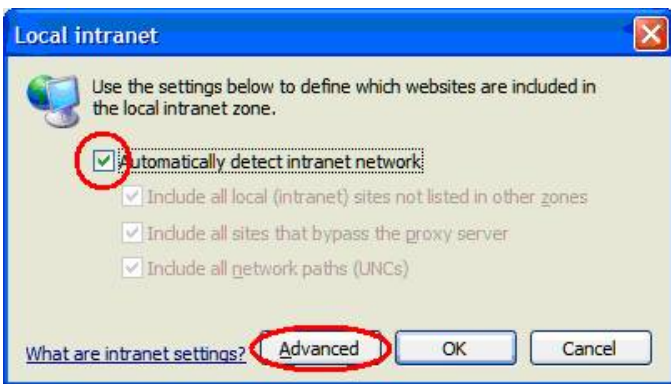 Local intranet
Use the settings below to define which websites are included in
the local intranet zone.
Automatically detect intranet network
Include all local (intranet) sites not listed in other zones
Include all sites that bypass the proxy server
Include all network paths (UNCs)
What are intranet settings? Advanced OK Cancel